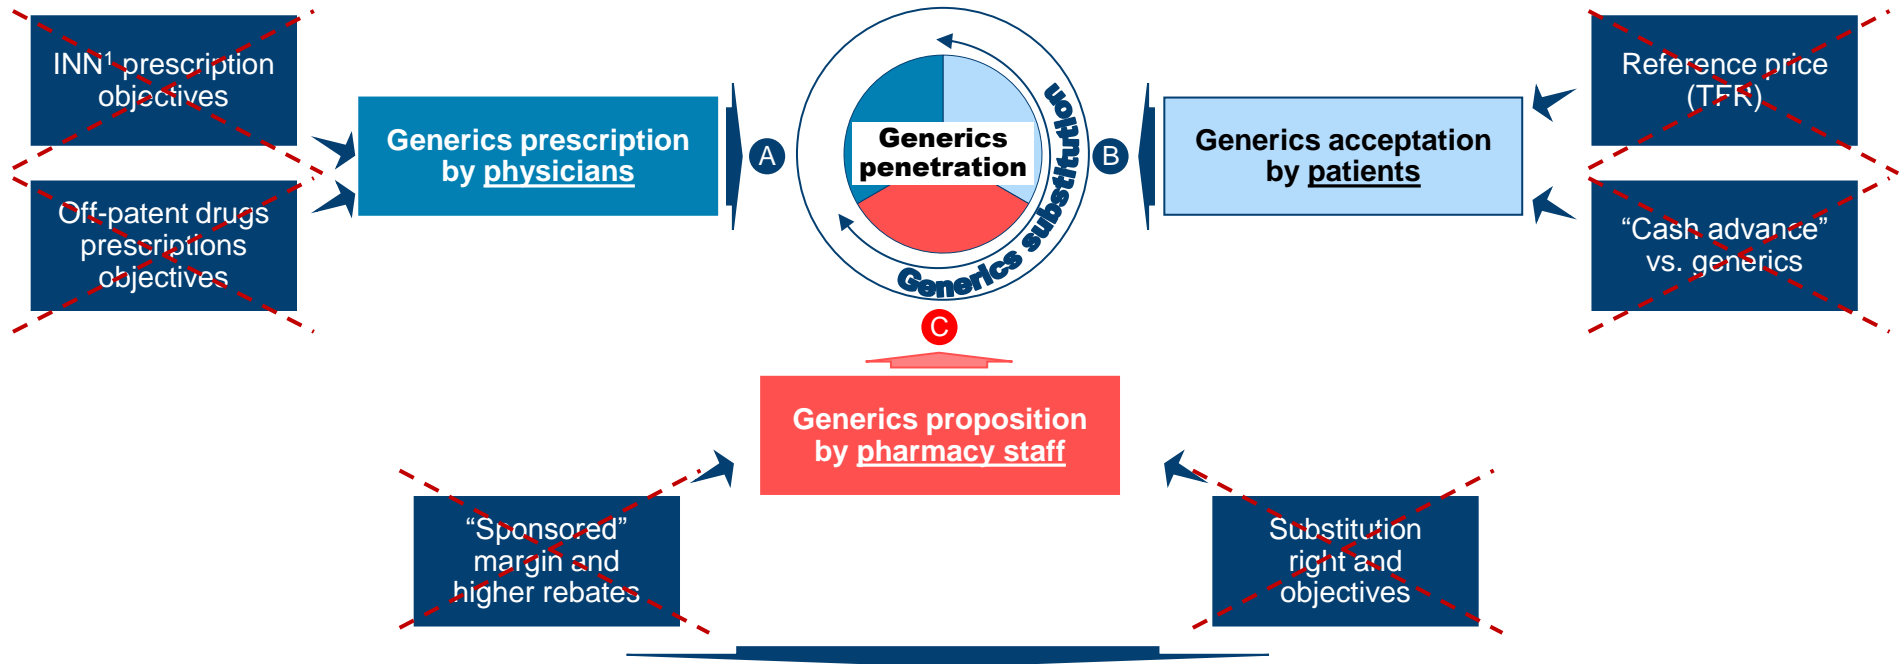 INN1 prescription
objectives
Off-patent drugs
prescriptions
objectives
Generics prescription
by physicians
A
Generics
penetration
Generics substitution
B
Generics acceptation
by patients
Reference price
(TFR)
“Cash advance”
vs. generics
C
Generics proposition
by pharmacy staff
“Sponsored”
margin and
higher rebates
Substitution
right and
objectives